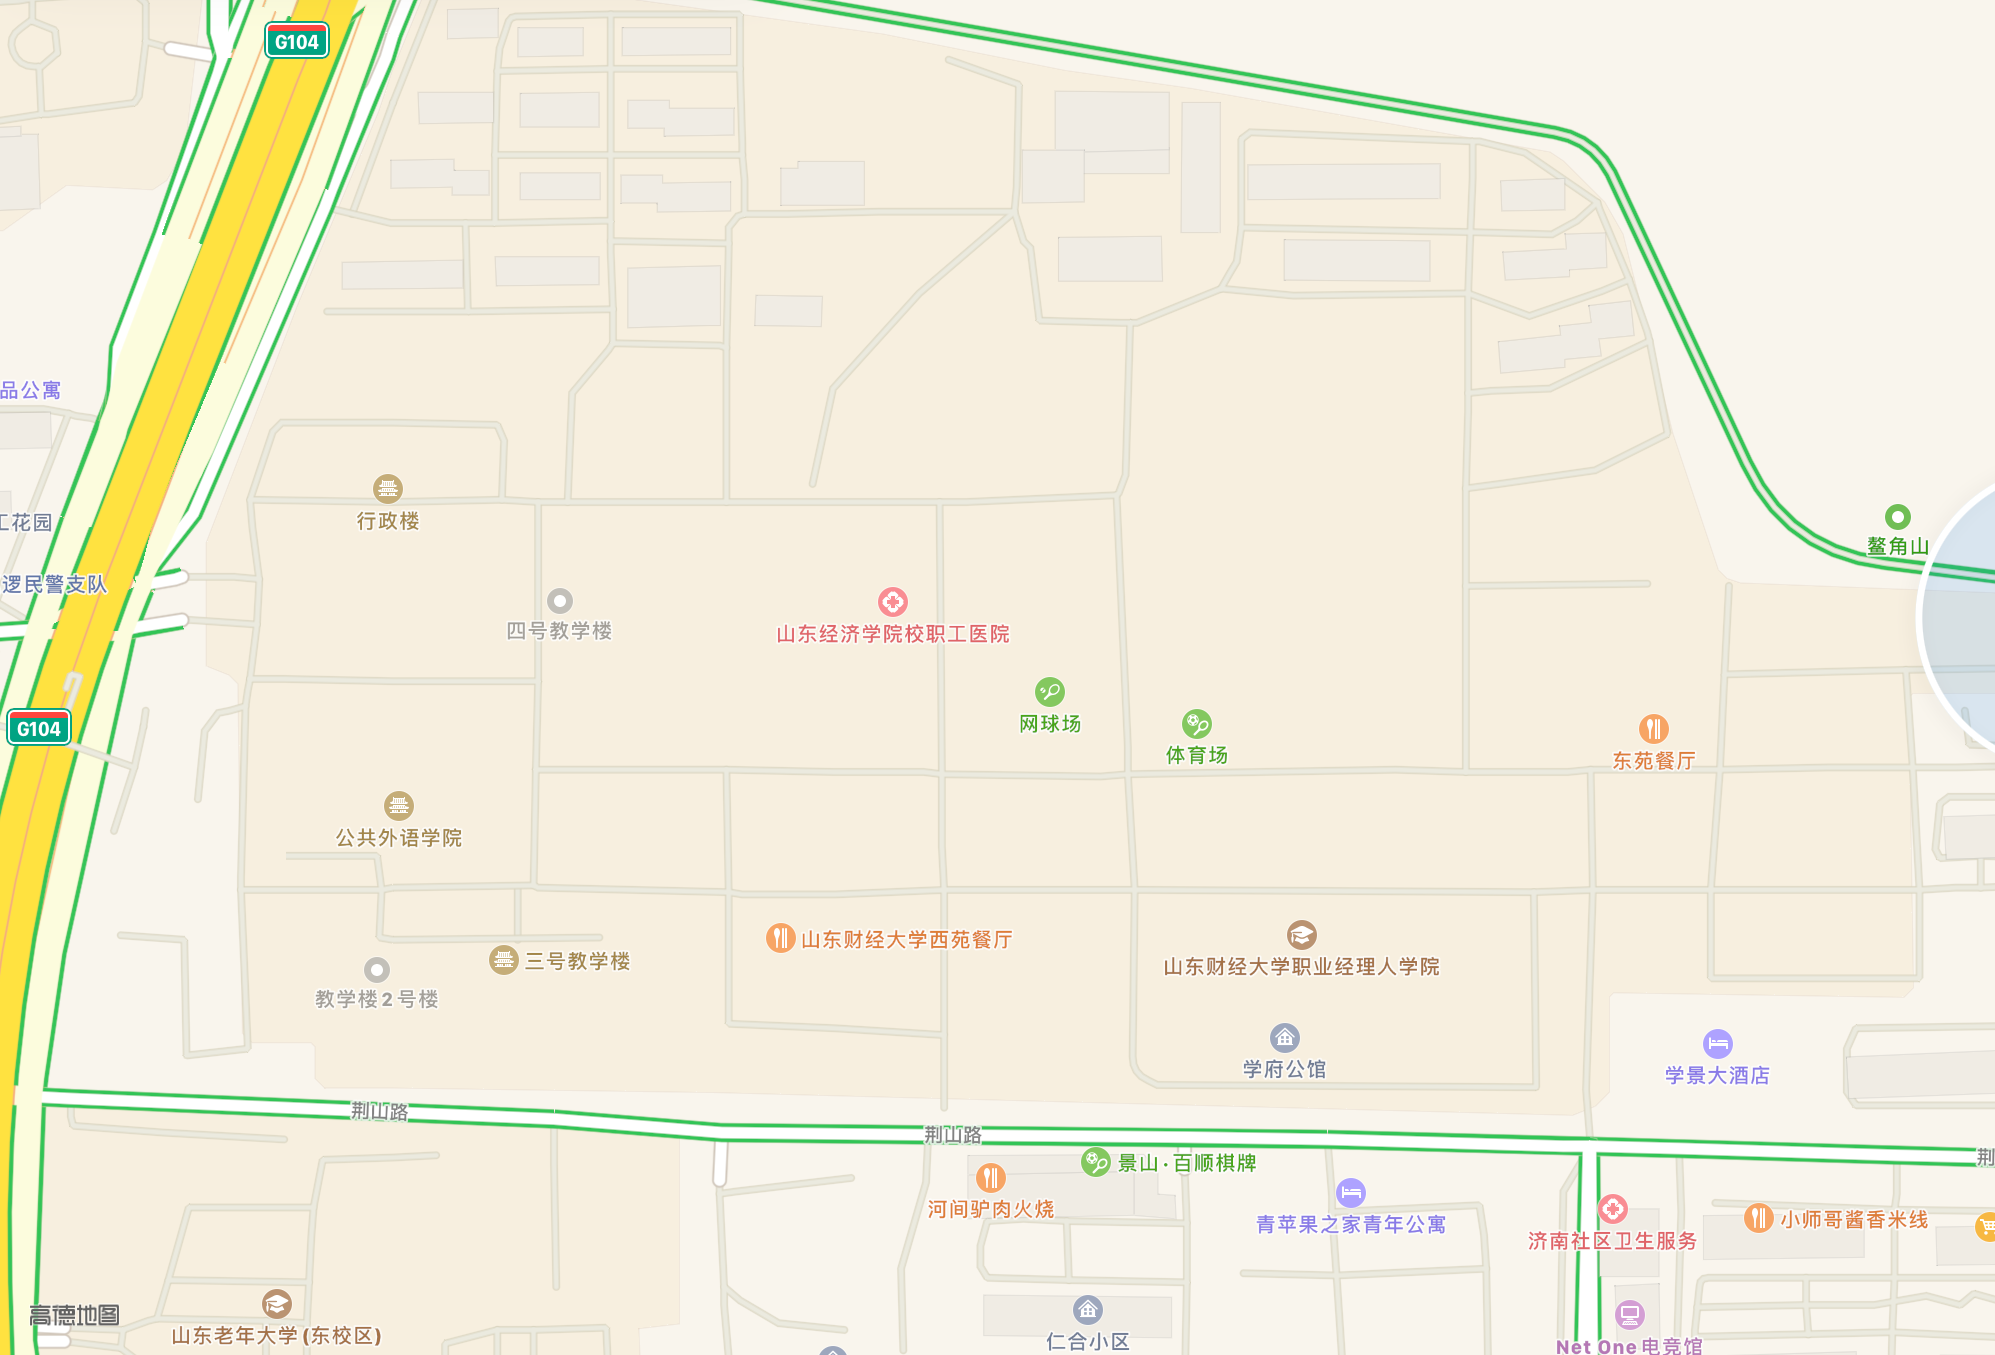 G104
品公寓
行政楼
工花园
鳌角山
逻民警支队
四号教学楼
山东经济学院校职工医院
网球场
G104
体育场
东苑餐厅
公共外语学院
山东财经大学西苑餐厅
三号教学楼
山东财经大学职业经理人学院
教学楼2号楼
学府公馆
学景大酒店
荆山路
荆山路
荆
景山·百顺棋牌
河间驴肉火烧
青苹果之家青年公寓
小师哥酱香米线
济南社区卫生服务
高德地图
山东老年大学(东校区)
仁合小区
Net One电竞馆